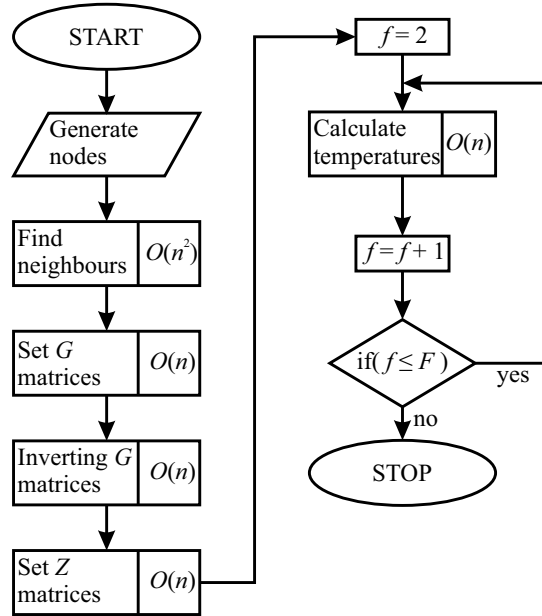 START
Generate
nodes
Find
neighbours
O(n²)
Set G
matrices
O(n)
Inverting G
matrices
O(n)
Set Z
matrices
O(n)
f = 2
Calculate
temperatures
O(n)
f = f + 1
if( f ≤ F )
yes
no
STOP